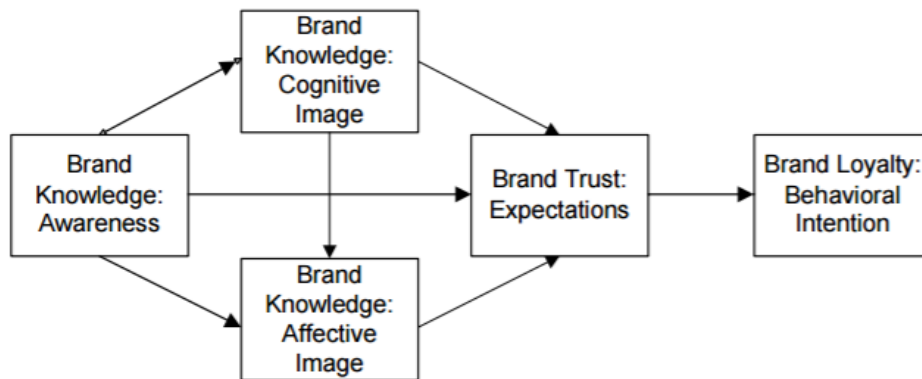 Brand
Knowledge:
Cognitive
Image
Brand
Knowledge:
Awareness
Brand Trust:
Expectations
Brand Loyalty:
Behavioral
Intention
Brand
Knowledge:
Affective
Image